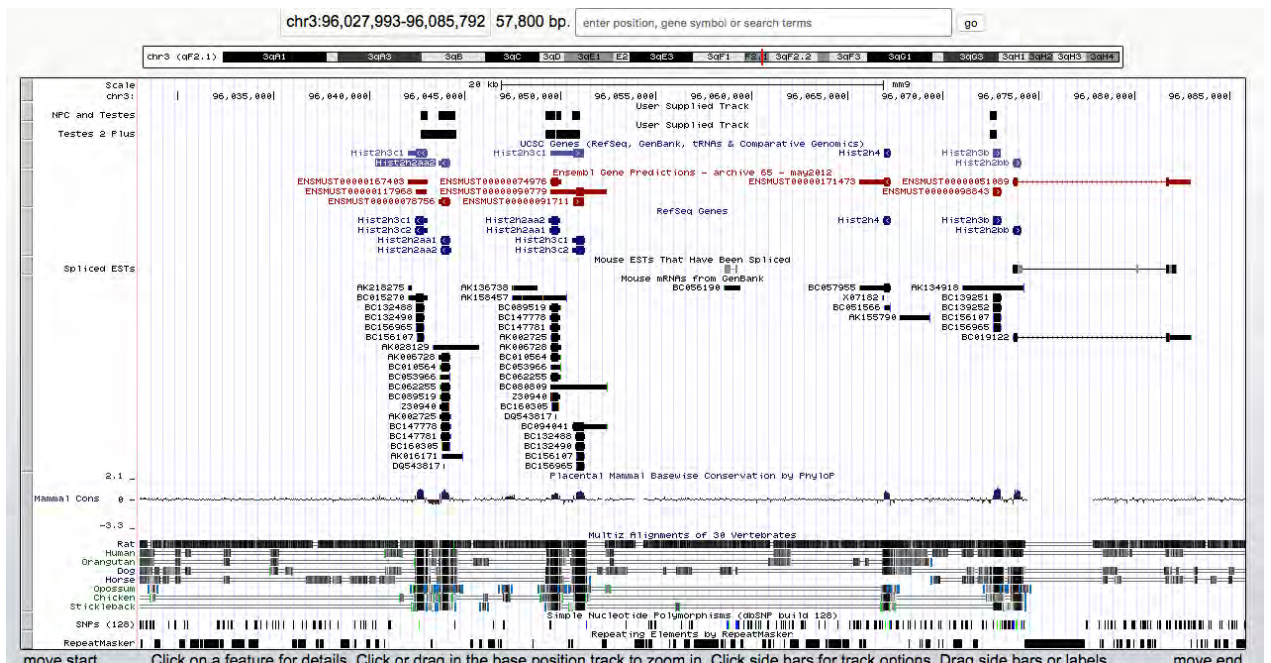 chr3:96,027,993-96,085,792 57,800 bp. enter position, gene symbol or search terms go
chr3 (qF2.1) 3qA1 3qA3 3qB 3qC 3qD 3qE1 E2 3qE3 3qF1 F2.1 3qF2.2 3qF3 3qG1 3qG3 3qH1 3qH2 3qH3 3qH4
Scale 20 kb mm9
chr3: 96,035,000 96,040,000 96,045,000 96,050,000 96,055,000 96,060,000 96,065,000 96,070,000 96,075,000 96,080,000 96,085,000
User Supplied Track
NPC and Testes
User Supplied Track
Testes 2 Plus
UCSC Genes (RefSeq, GenBank, tRNAs & Comparative Genomics)
Hist2h3c1 Hist2h3c1 Hist2h4 Hist2h3b
Hist2h2aa2 Hist2h2bb
Ensembl Gene Predictions - archive 65 - may2012
ENSMUST00000167403 ENSMUST00000074976 ENSMUST00000171473 ENSMUST00000051089
ENSMUST00000117968 ENSMUST00000090779 ENSMUST00000098843
ENSMUST00000078756 ENSMUST00000091711
RefSeq Genes
Hist2h3c1 Hist2h2aa2 Hist2h4 Hist2h3b
Hist2h3c2 Hist2h2aa1 Hist2h2bb
Hist2h2aa1 Hist2h3c1
Hist2h2aa2 Hist2h3c2
Mouse ESTs That Have Been Spliced
Spliced ESTs
Mouse mRNAs from GenBank
AK218275 AK136738 BC056190 BC057955 AK134918
BC015270 AK158457 X07182 BC139251
BC132488 BC089519 BC051566 BC139252
BC132490 BC147778 AK155790 BC156107
BC156965 BC147781 BC156965
BC156107 AK002725 BC019122
AK028129 AK006728
AK006728 BC010564
BC010564 BC053966
BC053966 BC062255
BC062255 BC080809
BC089519 Z30940
Z30940 BC160305
AK002725 DQ543817
BC147778 BC094041
BC147781 BC132488
BC160305 BC132490
AK016171 BC156107
DQ543817 BC156965
Placental Mammal Basewise Conservation by PhyloP
2.1 _
Mammal Cons 0 -
-3.3 _
Multiz Alignments of 30 Vertebrates
Rat
Human
Orangutan
Dog
Horse
Opossum
Chicken
Stickleback
Simple Nucleotide Polymorphisms (dbSNP build 128)
SNPs (128)
Repeating Elements by RepeatMasker
RepeatMasker
move start Click on a feature for details. Click or drag in the base position track to zoom in. Click side bars for track options. Drag side bars or labels move end